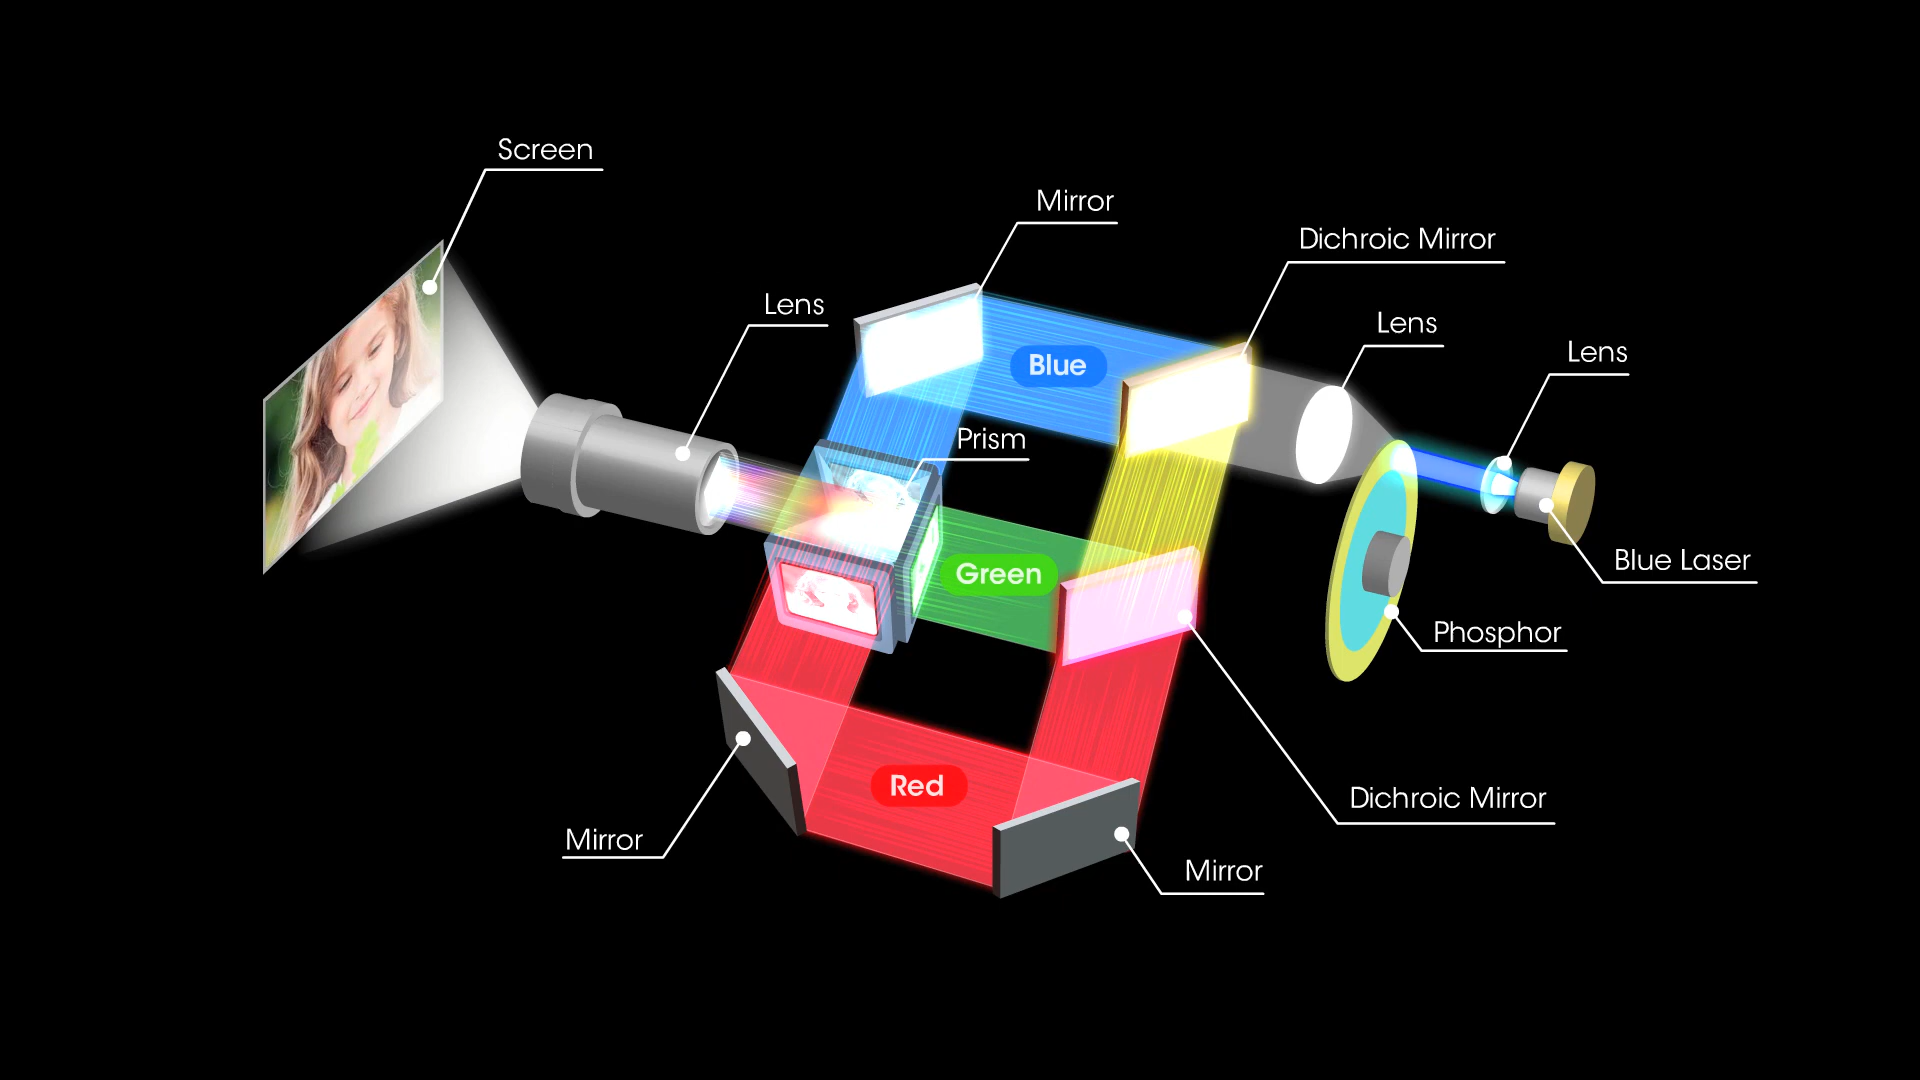 Screen
Mirror
Dichroic Mirror
Lens
Lens
Lens
Blue
Prism
Blue Laser
Green
Phosphor
Red
Dichroic Mirror
Mirror
Mirror